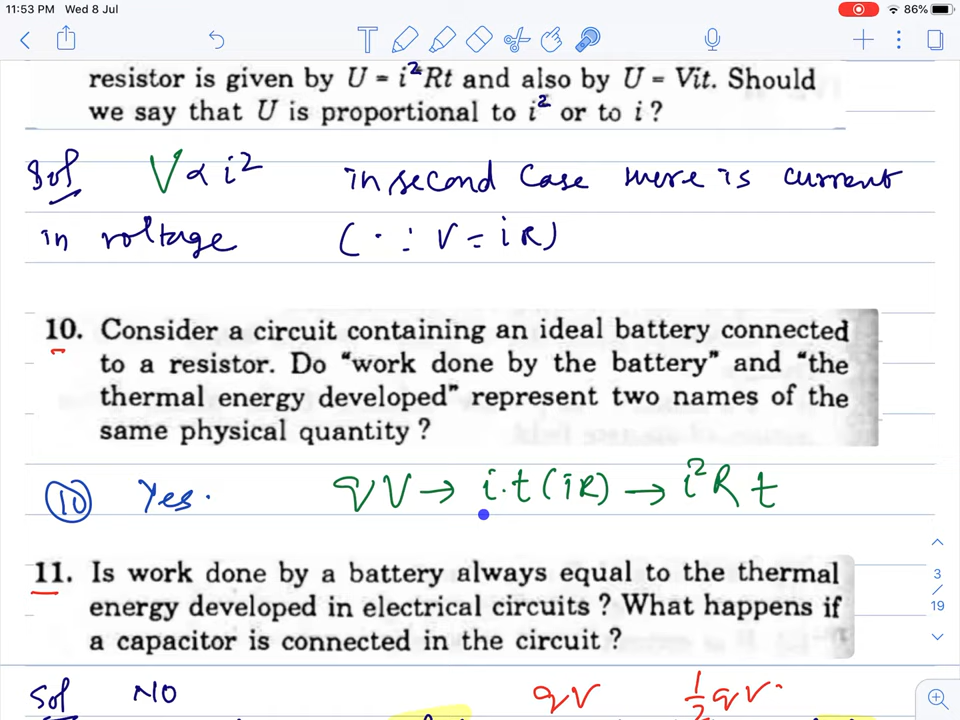 11:53 PM Wed 8 Jul 86%
resistor is given by U = i²Rt and also by U = Vit. Should
we say that U is proportional to i² or to i ?
Sol V ∝ i² in second case there is current
in voltage (∵ V = iR)
10. Consider a circuit containing an ideal battery connected
to a resistor. Do “work done by the battery” and “the
thermal energy developed” represent two names of the
same physical quantity ?
10 Yes. qV → i.t(iR) → i²Rt
11. Is work done by a battery always equal to the thermal
energy developed in electrical circuits ? What happens if
a capacitor is connected in the circuit ?
3
/
19
Sol NO qV 1/2 qV